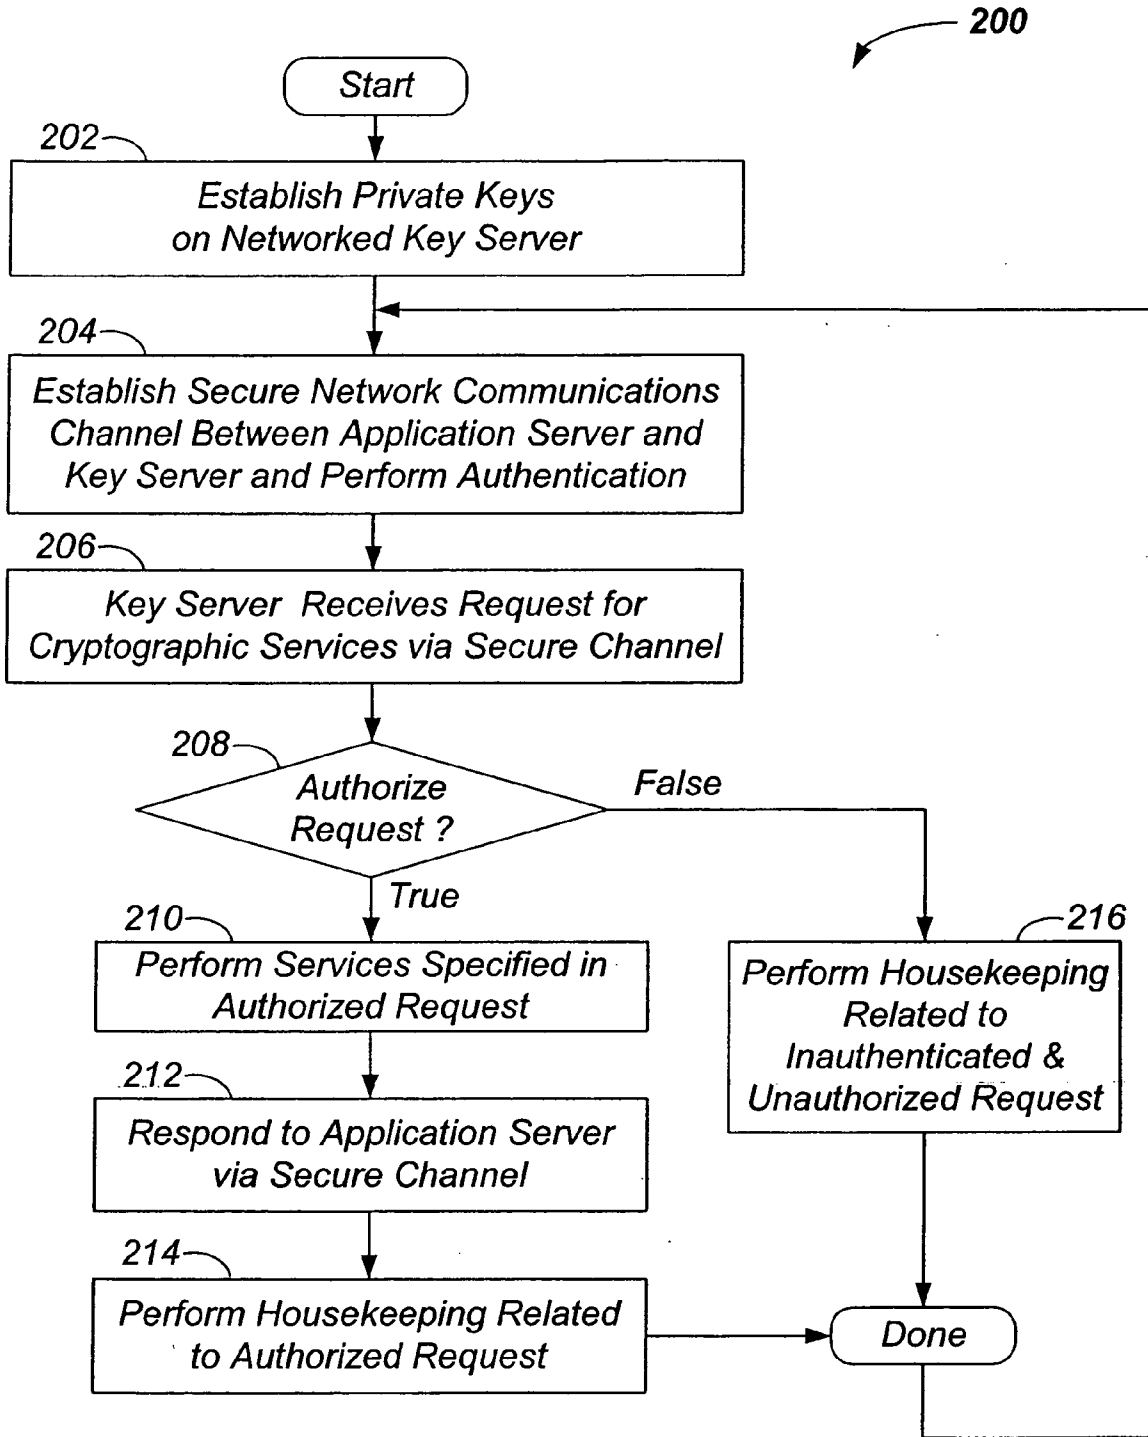 200
Start
202
Establish Private Keys
on Networked Key Server
204
Establish Secure Network Communications
Channel Between Application Server and
Key Server and Perform Authentication
206
Key Server Receives Request for
Cryptographic Services via Secure Channel
208
Authorize
Request ?
False
True
210
Perform Services Specified in
Authorized Request
216
Perform Housekeeping
Related to
Inauthenticated &
Unauthorized Request
212
Respond to Application Server
via Secure Channel
214
Perform Housekeeping Related
to Authorized Request
Done